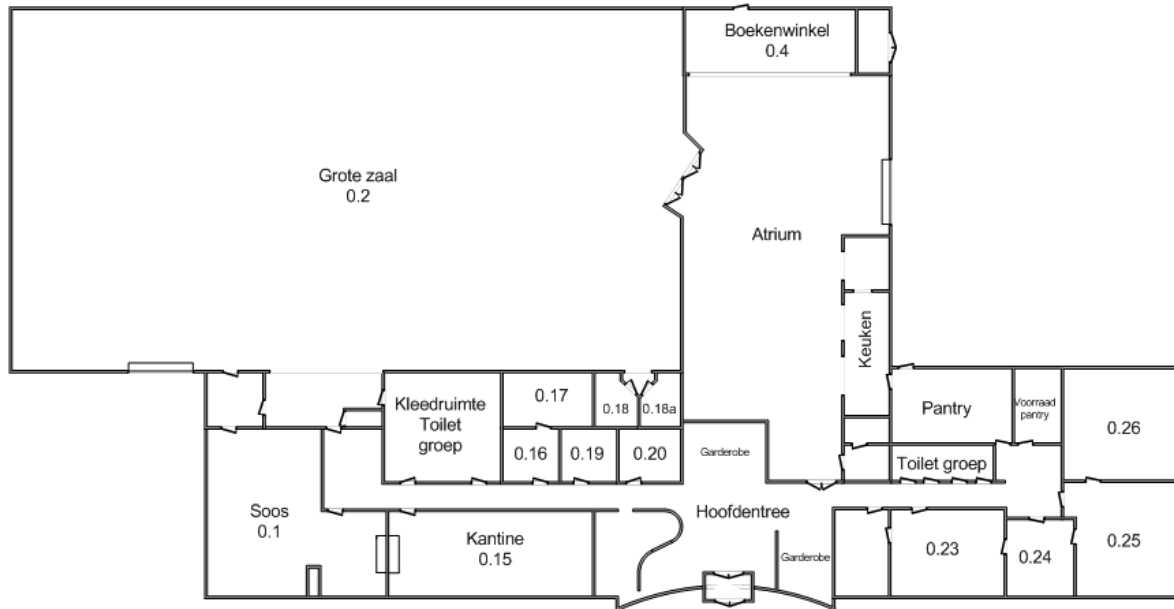 Boekenwinkel
0.4
Grote zaal
0.2
Atrium
Keuken
Kleedruimte
Toilet
groep
0.17
0.18
0.18a
Pantry
Voorraad
pantry
0.26
0.16
0.19
0.20
Garderobe
Toilet groep
Soos
0.1
Kantine
0.15
Hoofdentree
Garderobe
0.23
0.24
0.25